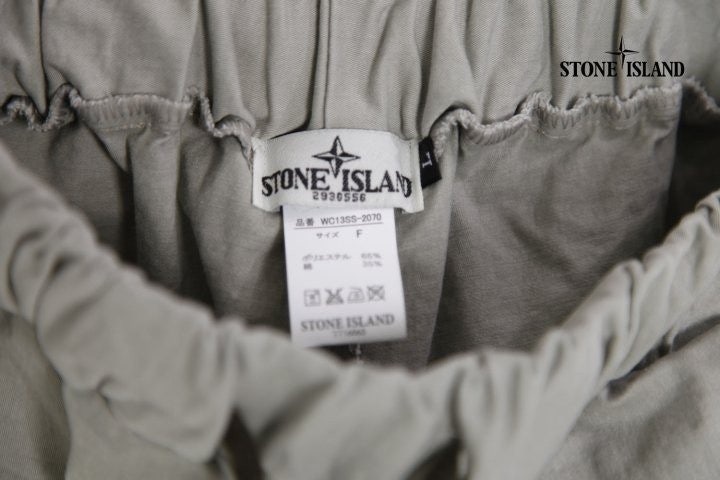 STONE ISLAND
STONE ISLAND
2930556
L
品番 WC13SS-2070
サイズ F
ポリエステル 65%
綿 35%
STONE ISLAND